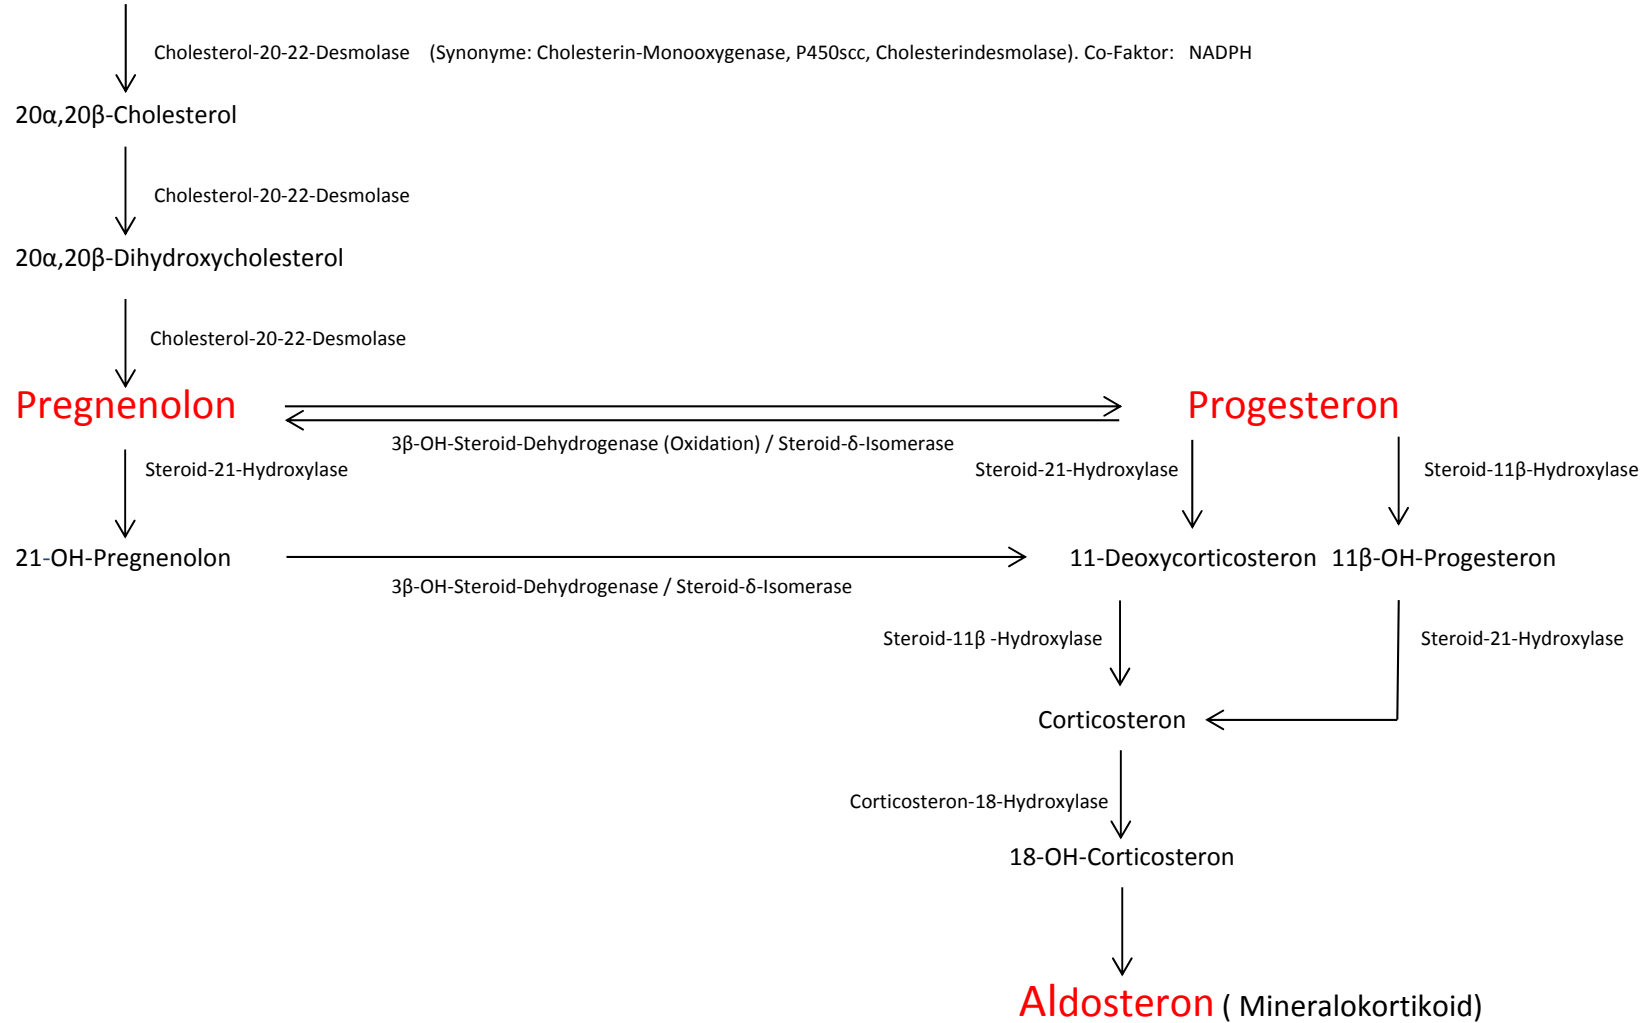 Cholesterol-20-22-Desmolase (Synonyme: Cholesterin-Monooxygenase, P450scc, Cholesterindesmolase). Co-Faktor: NADPH
20α,20β-Cholesterol
Cholesterol-20-22-Desmolase
20α,20β-Dihydroxycholesterol
Cholesterol-20-22-Desmolase
Pregnenolon
Progesteron
3β-OH-Steroid-Dehydrogenase (Oxidation) / Steroid-δ-Isomerase
Steroid-21-Hydroxylase
Steroid-21-Hydroxylase
Steroid-11β-Hydroxylase
21-OH-Pregnenolon
11-Deoxycorticosteron
11β-OH-Progesteron
3β-OH-Steroid-Dehydrogenase / Steroid-δ-Isomerase
Steroid-11β -Hydroxylase
Steroid-21-Hydroxylase
Corticosteron
Corticosteron-18-Hydroxylase
18-OH-Corticosteron
Aldosteron ( Mineralokortikoid)